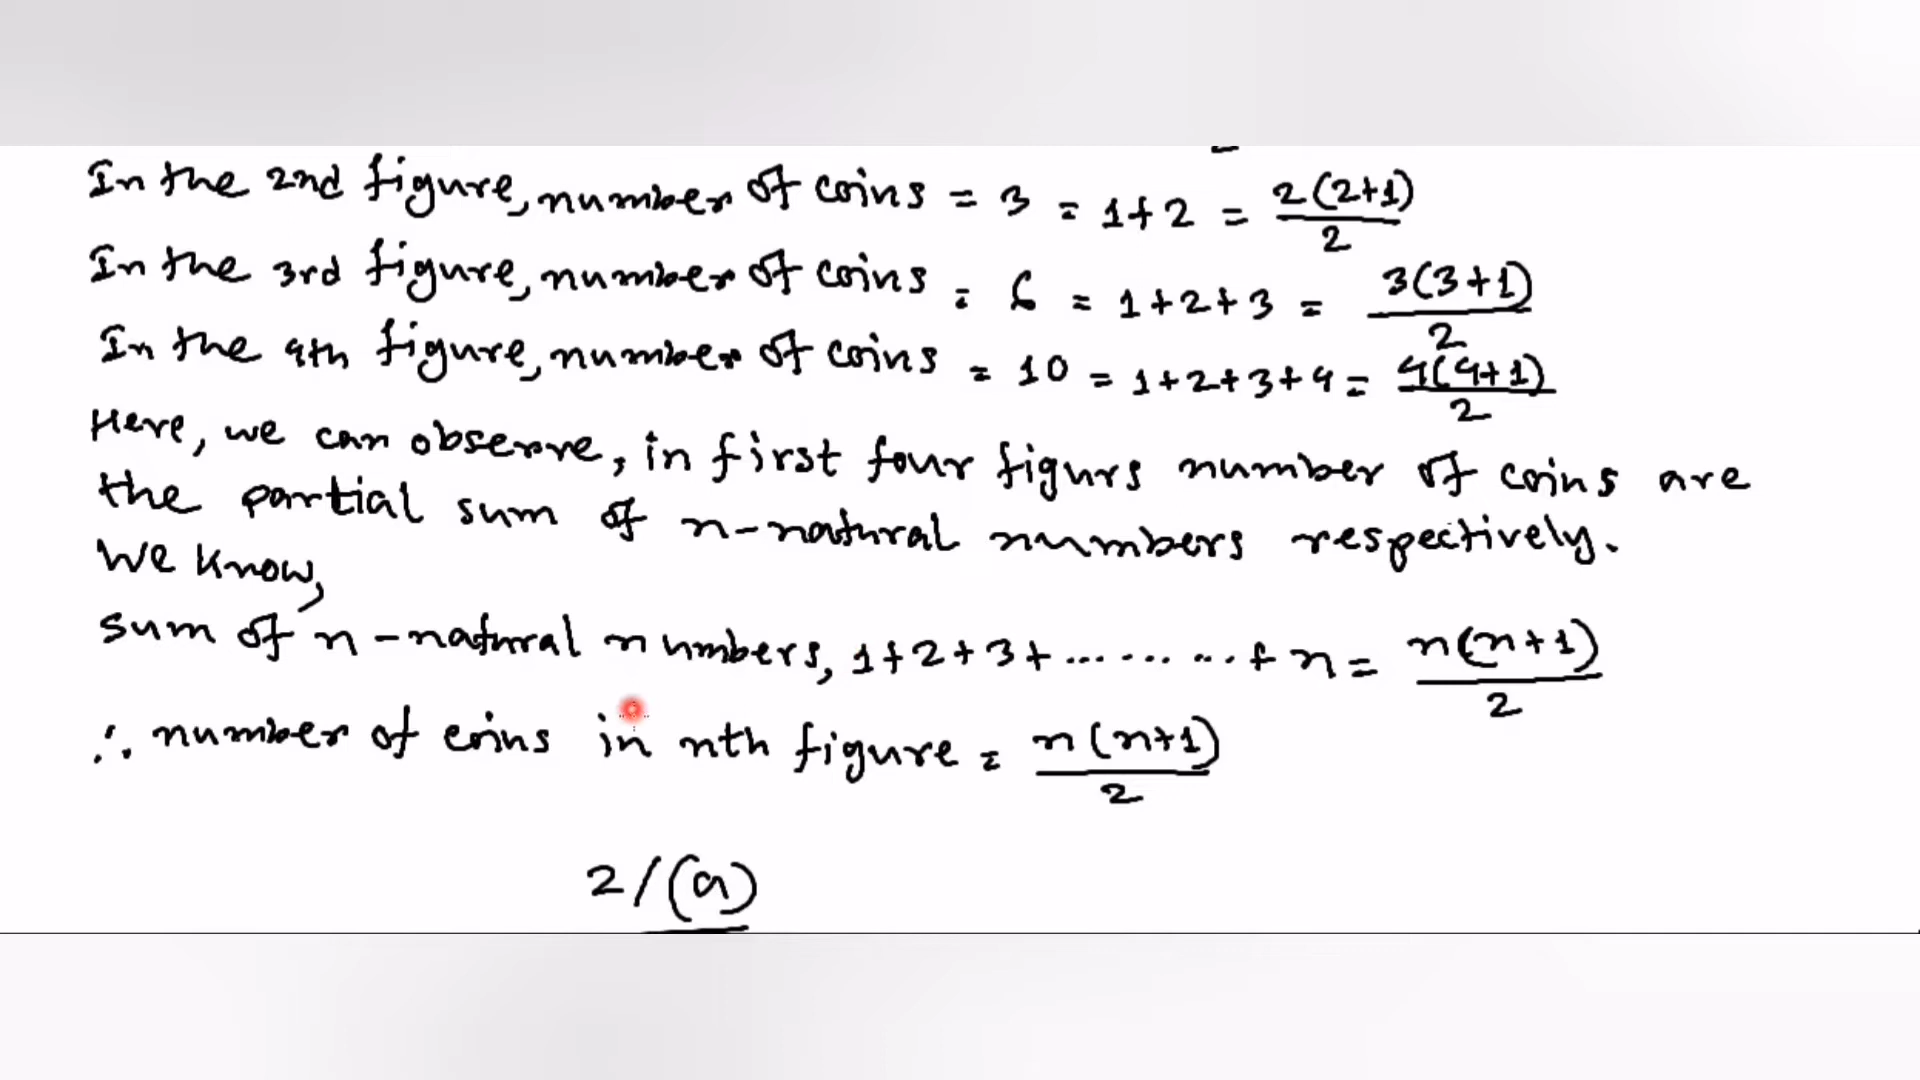 In the 2nd figure, number of coins = 3 = 1+2 = 2(2+1)/2
In the 3rd figure, number of coins = 6 = 1+2+3 = 3(3+1)/2
In the 4th figure, number of coins = 10 = 1+2+3+4 = 4(4+1)/2
Here, we can observe, in first four figurs number of coins are
the partial sum of n-natural numbers respectively.
We know,
sum of n-natural numbers, 1+2+3+..........+n = n(n+1)/2
∴ number of coins in nth figure = n(n+1)/2
2/(a)